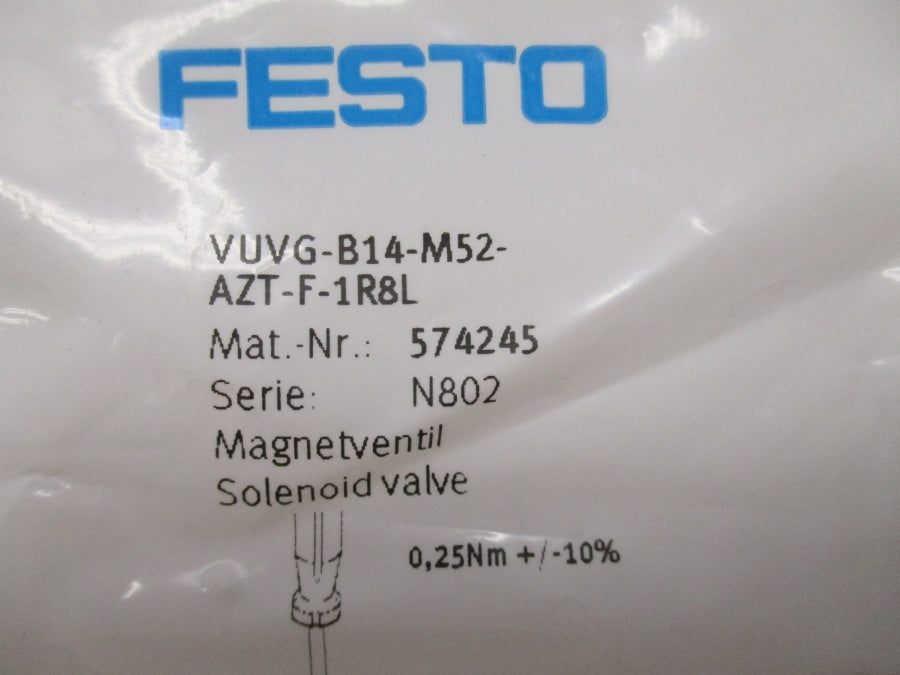 FESTO
VUVG-B14-M52-
AZT-F-1R8L
Mat.-Nr.: 574245
Serie: N802
Magnetventil
Solenoid valve
0,25Nm +/-10%